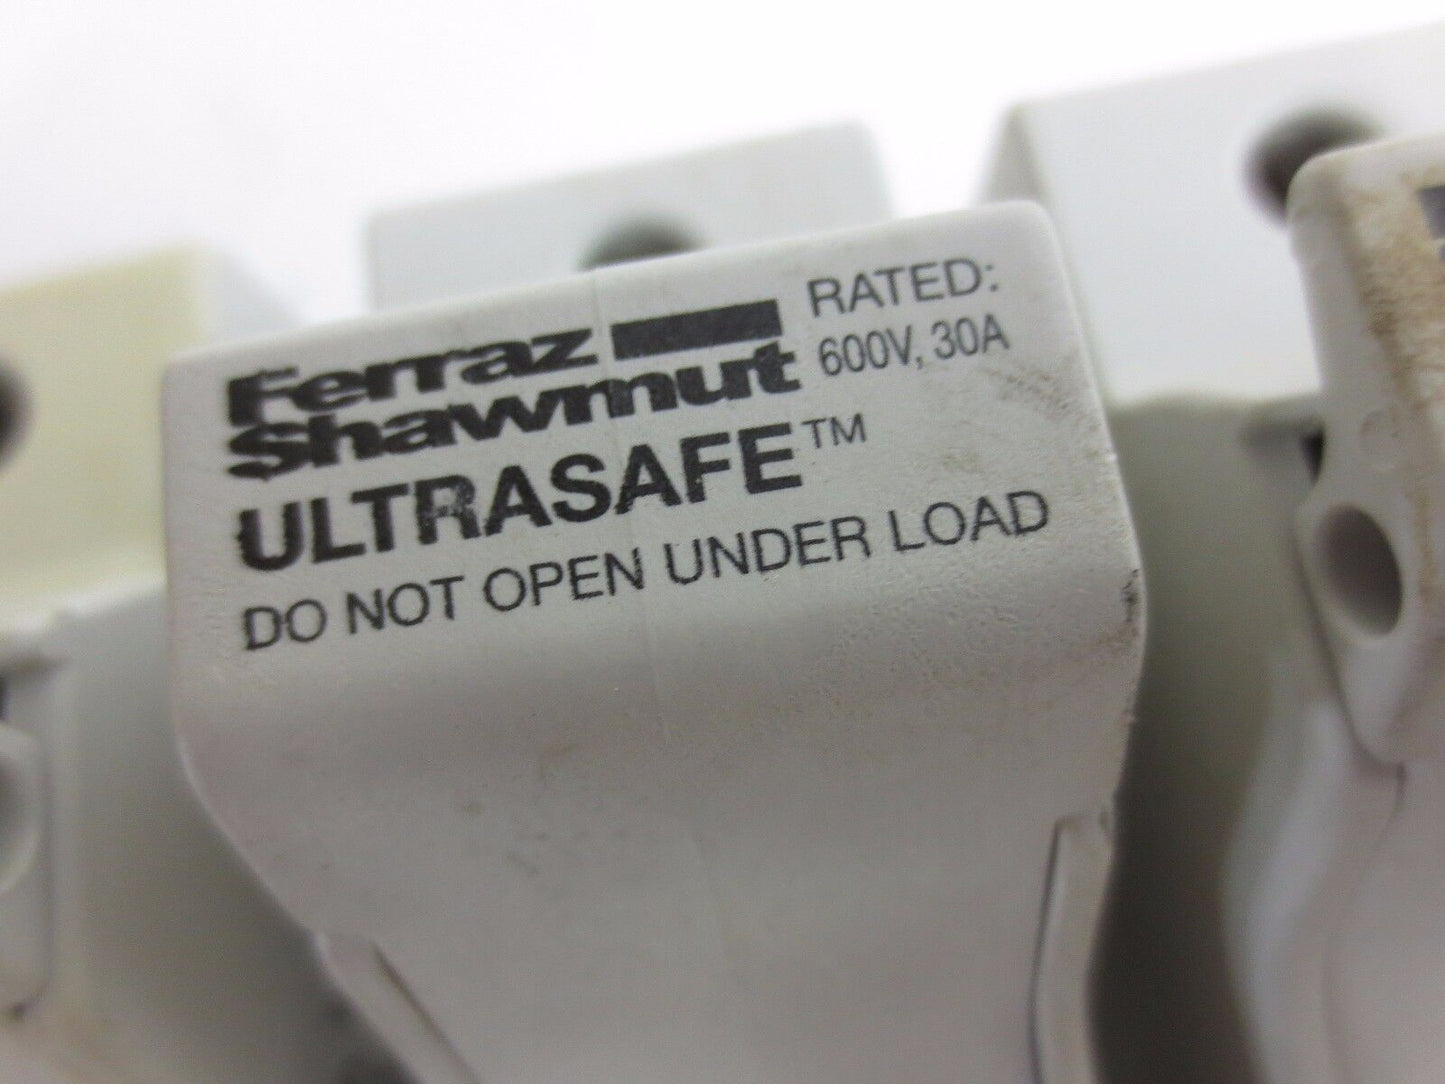 Ferraz
Shawmut
RATED:
600V, 30A
ULTRASAFE™
DO NOT OPEN UNDER LOAD